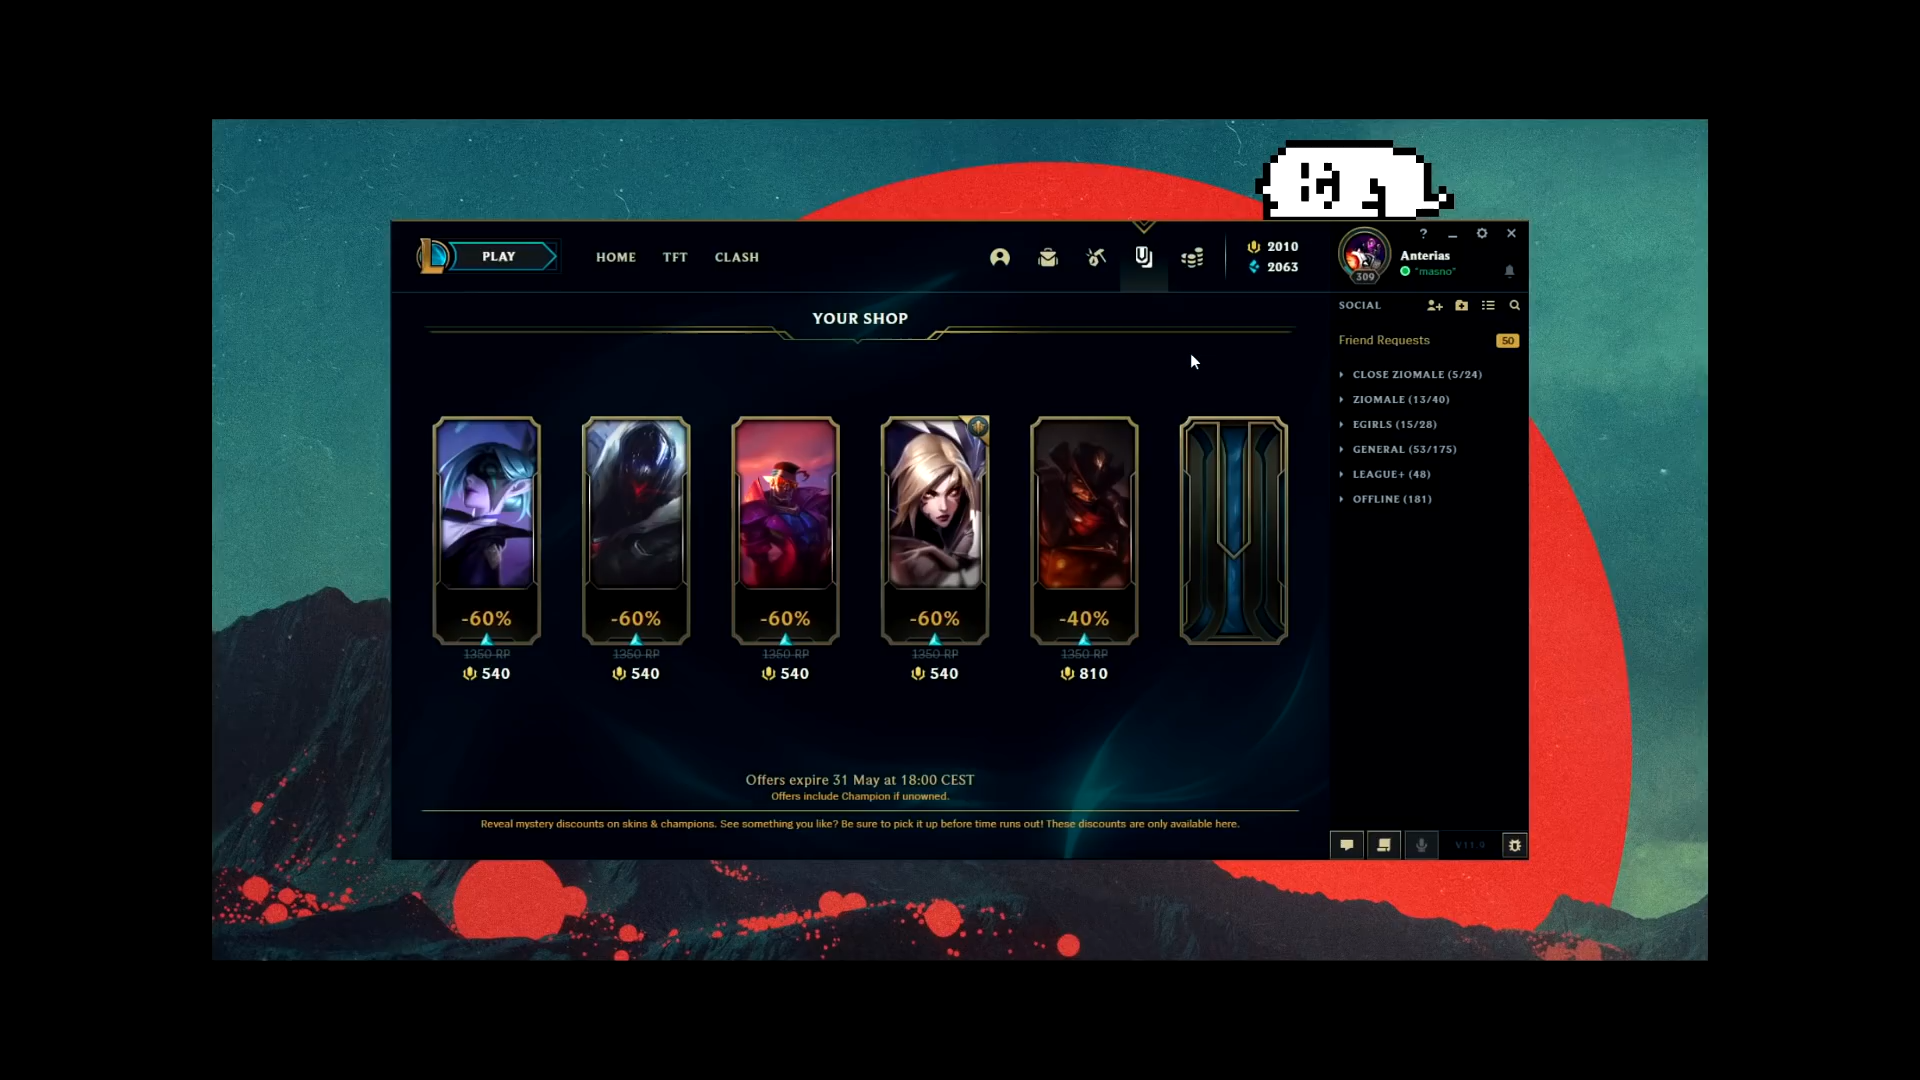 PLAY
HOME
TFT
CLASH
2010
2063
?
309
Anterias
"masno"
YOUR SHOP
SOCIAL
Friend Requests
50
CLOSE ZIOMALE (5/24)
ZIOMALE (13/40)
EGIRLS (15/28)
GENERAL (53/175)
LEAGUE+ (48)
OFFLINE (181)
-60%
-60%
-60%
-60%
-40%
1350 RP
1350 RP
1350 RP
1350 RP
1350 RP
540
540
540
540
810
Offers expire 31 May at 18:00 CEST
Offers include Champion if unowned.
Reveal mystery discounts on skins & champions. See something you like? Be sure to pick it up before time runs out! These discounts are only available here.
V11.9